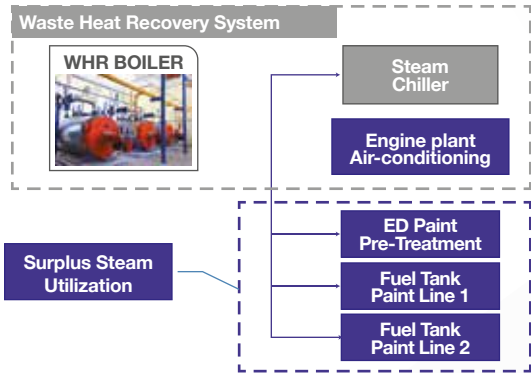 Waste Heat Recovery System
WHR BOILER
Steam
Chiller
Engine plant
Air-conditioning
Surplus Steam
Utilization
ED Paint
Pre-Treatment
Fuel Tank
Paint Line 1
Fuel Tank
Paint Line 2